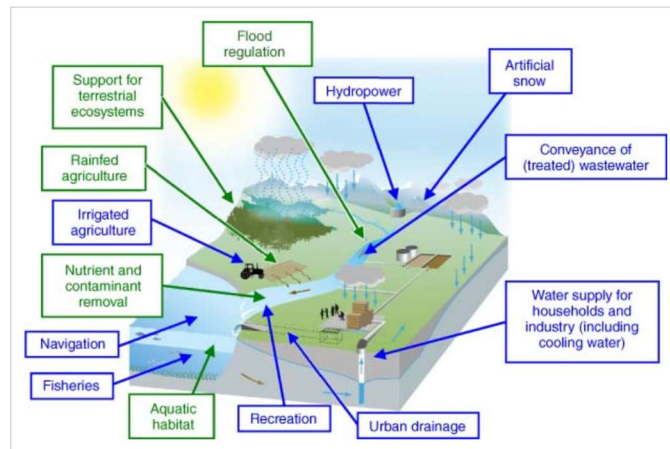 Flood
regulation
Artificial
snow
Support for
terrestrial
ecosystems
Hydropower
Rainfed
agriculture
Conveyance of
(treated) wastewater
Irrigated
agriculture
Nutrient and
contaminant
removal
Water supply for
households and
industry (including
cooling water)
Navigation
Fisheries
Aquatic
habitat
Recreation
Urban drainage